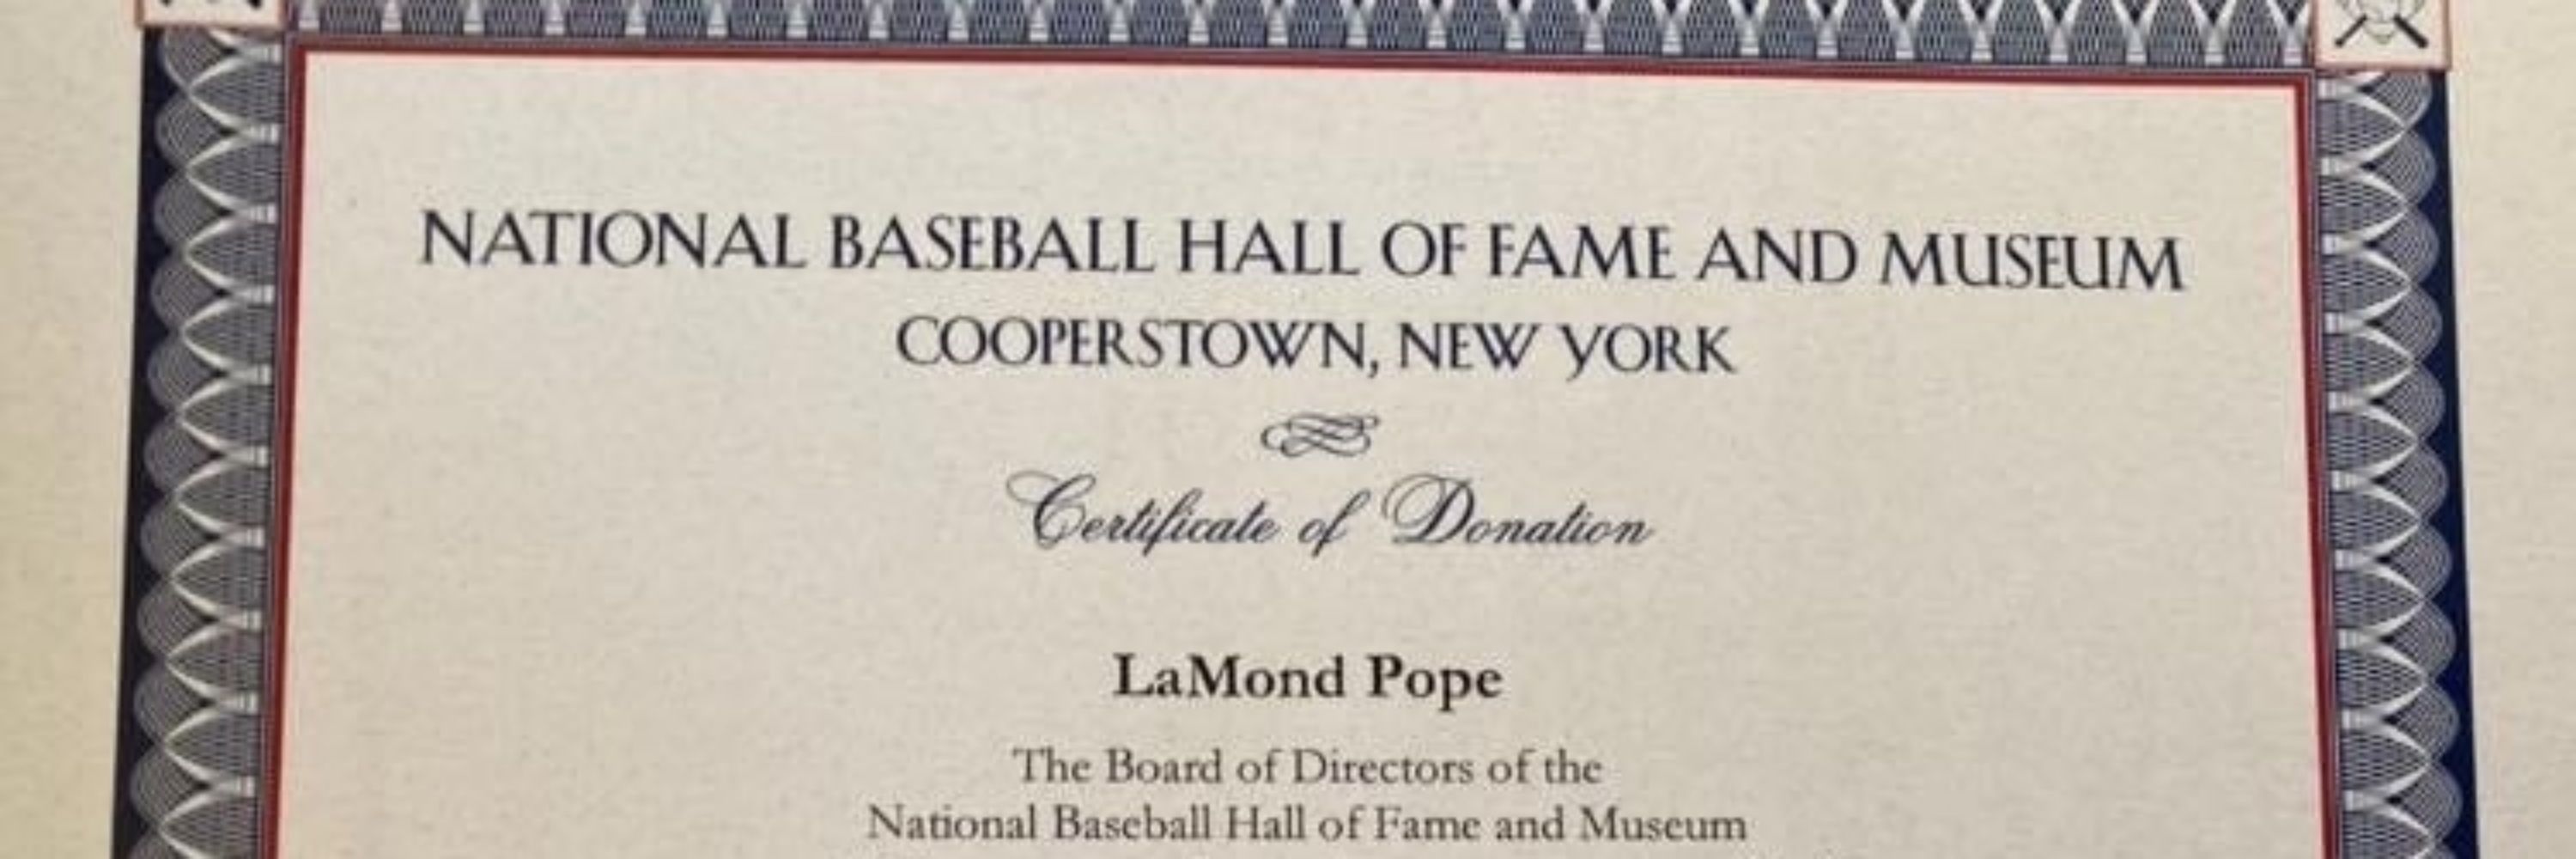 NATIONAL BASEBALL HALL OF FAME AND MUSEUM
COOPERSTOWN, NEW YORK
Certificate of Donation
LaMond Pope
The Board of Directors of the
National Baseball Hall of Fame and Museum